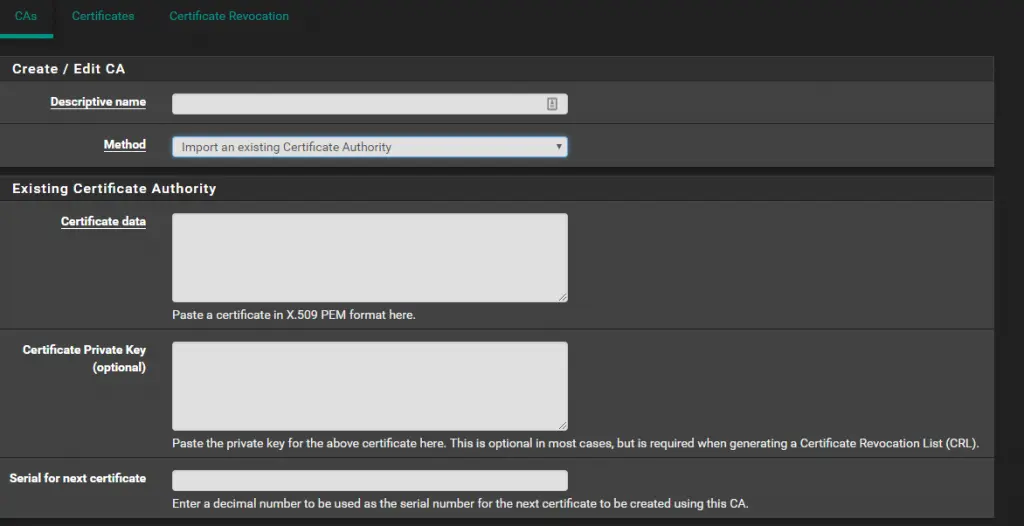 CAs Certificates Certificate Revocation
Create / Edit CA
Descriptive name
Method Import an existing Certificate Authority
Existing Certificate Authority
Certificate data
Paste a certificate in X.509 PEM format here.
Certificate Private Key
(optional)
Paste the private key for the above certificate here. This is optional in most cases, but is required when generating a Certificate Revocation List (CRL).
Serial for next certificate
Enter a decimal number to be used as the serial number for the next certificate to be created using this CA.